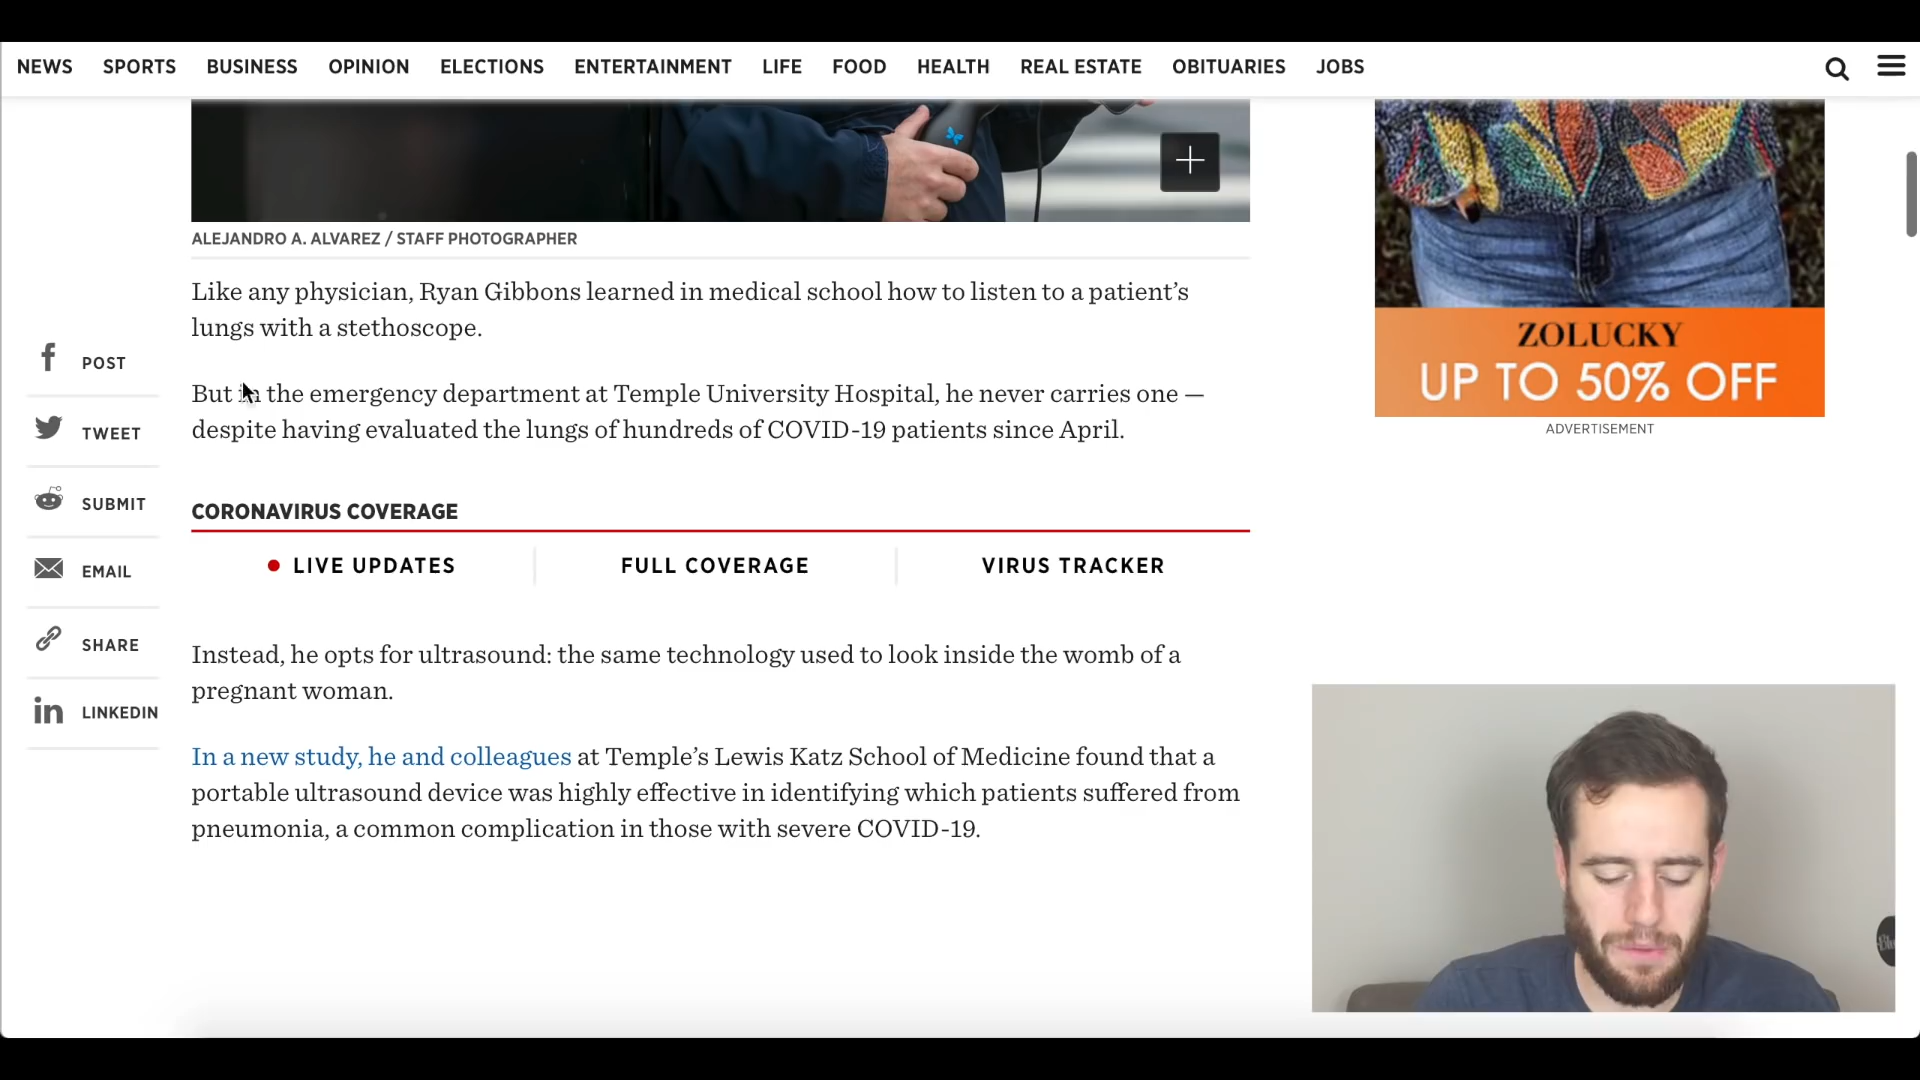 NEWS SPORTS BUSINESS OPINION ELECTIONS ENTERTAINMENT LIFE FOOD HEALTH REAL ESTATE OBITUARIES JOBS
ALEJANDRO A. ALVAREZ / STAFF PHOTOGRAPHER
Like any physician, Ryan Gibbons learned in medical school how to listen to a patient’s
lungs with a stethoscope.
But in the emergency department at Temple University Hospital, he never carries one —
despite having evaluated the lungs of hundreds of COVID-19 patients since April.
CORONAVIRUS COVERAGE
LIVE UPDATES
FULL COVERAGE
VIRUS TRACKER
Instead, he opts for ultrasound: the same technology used to look inside the womb of a
pregnant woman.
In a new study, he and colleagues at Temple’s Lewis Katz School of Medicine found that a
portable ultrasound device was highly effective in identifying which patients suffered from
pneumonia, a common complication in those with severe COVID-19.
POST
TWEET
SUBMIT
EMAIL
SHARE
LINKEDIN
ZOLUCKY
UP TO 50% OFF
ADVERTISEMENT